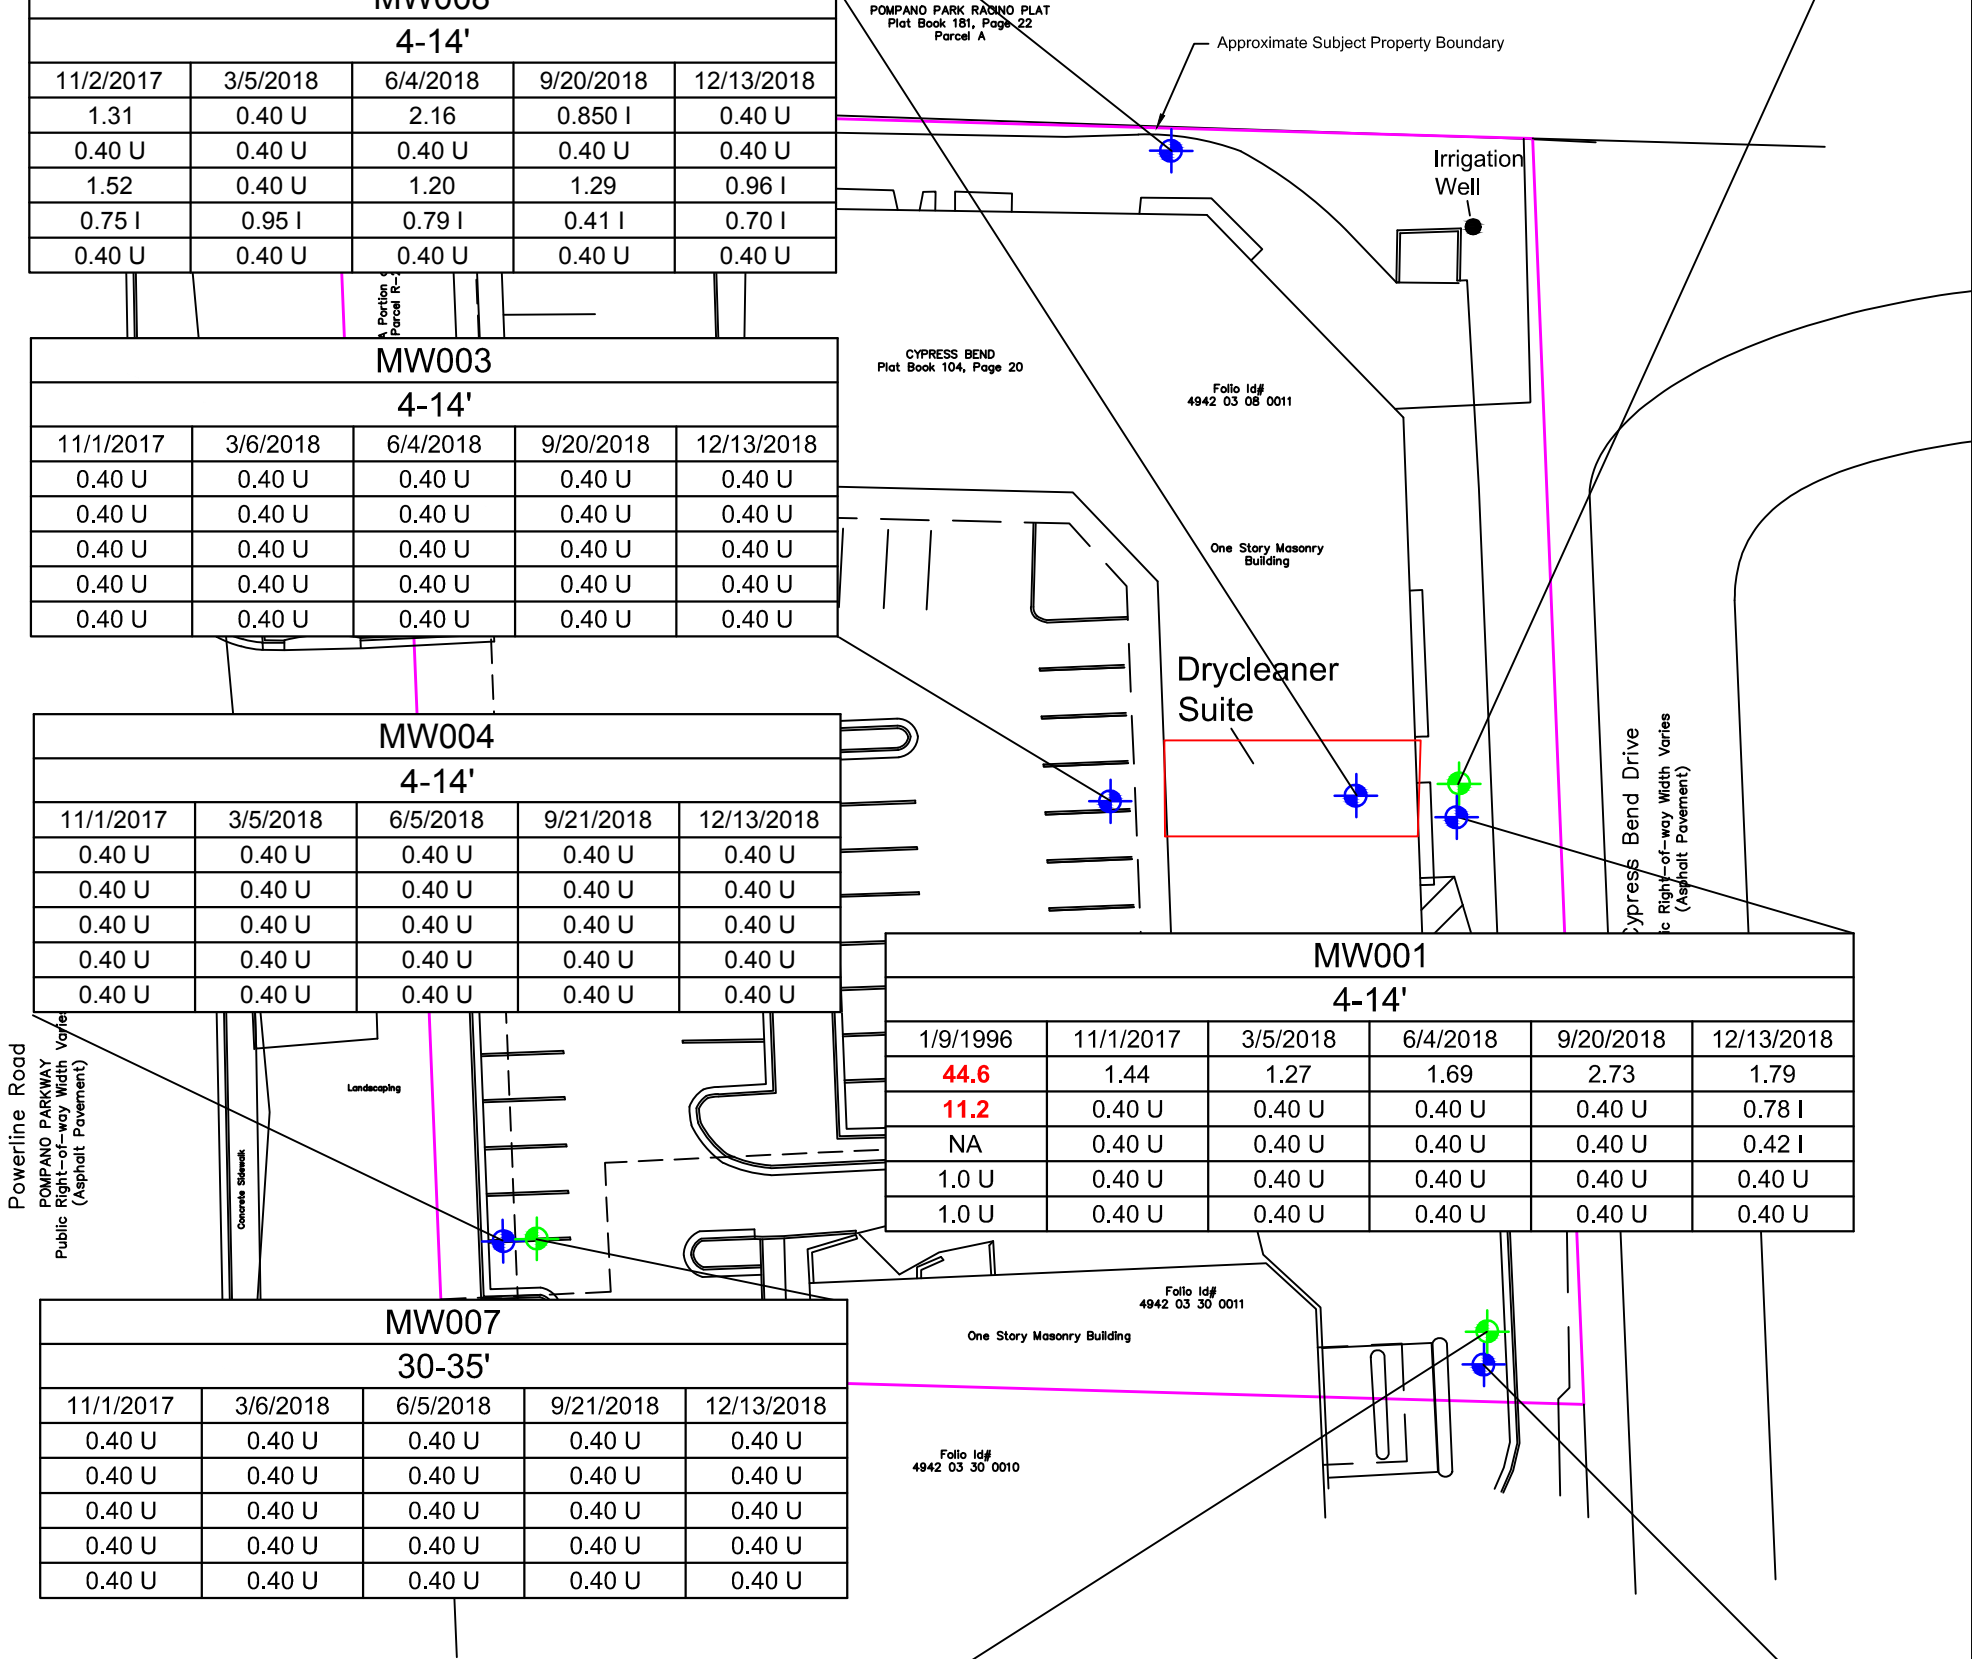 MW008
4-14'
11/2/2017 3/5/2018 6/4/2018 9/20/2018 12/13/2018
1.31 0.40 U 2.16 0.850 I 0.40 U
0.40 U 0.40 U 0.40 U 0.40 U 0.40 U
1.52 0.40 U 1.20 1.29 0.96 I
0.75 I 0.95 I 0.79 I 0.41 I 0.70 I
0.40 U 0.40 U 0.40 U 0.40 U 0.40 U
POMPANO PARK RACINO PLAT
Plat Book 181, Page 22
Parcel A
Approximate Subject Property Boundary
Irrigation
Well
A Portion
Parcel
MW003
4-14'
11/1/2017 3/6/2018 6/4/2018 9/20/2018 12/13/2018
0.40 U 0.40 U 0.40 U 0.40 U 0.40 U
0.40 U 0.40 U 0.40 U 0.40 U 0.40 U
0.40 U 0.40 U 0.40 U 0.40 U 0.40 U
0.40 U 0.40 U 0.40 U 0.40 U 0.40 U
0.40 U 0.40 U 0.40 U 0.40 U 0.40 U
CYPRESS BEND
Plat Book 104, Page 20
Folio Id#
4942 03 08 0011
One Story Masonry
Building
Drycleaner
Suite
MW004
4-14'
11/1/2017 3/5/2018 6/5/2018 9/21/2018 12/13/2018
0.40 U 0.40 U 0.40 U 0.40 U 0.40 U
0.40 U 0.40 U 0.40 U 0.40 U 0.40 U
0.40 U 0.40 U 0.40 U 0.40 U 0.40 U
0.40 U 0.40 U 0.40 U 0.40 U 0.40 U
0.40 U 0.40 U 0.40 U 0.40 U 0.40 U
Cypress Bend Drive
ic Right-of-way Width Varies
(Asphalt Pavement)
MW001
4-14'
1/9/1996 11/1/2017 3/5/2018 6/4/2018 9/20/2018 12/13/2018
44.6 1.44 1.27 1.69 2.73 1.79
11.2 0.40 U 0.40 U 0.40 U 0.40 U 0.78 I
NA 0.40 U 0.40 U 0.40 U 0.40 U 0.42 I
1.0 U 0.40 U 0.40 U 0.40 U 0.40 U 0.40 U
1.0 U 0.40 U 0.40 U 0.40 U 0.40 U 0.40 U
Powerline Road
POMPANO PARKWAY
Public Right-of-way Width Varies
(Asphalt Pavement)
Landscaping
Concrete Sidewalk
MW007
30-35'
11/1/2017 3/6/2018 6/5/2018 9/21/2018 12/13/2018
0.40 U 0.40 U 0.40 U 0.40 U 0.40 U
0.40 U 0.40 U 0.40 U 0.40 U 0.40 U
0.40 U 0.40 U 0.40 U 0.40 U 0.40 U
0.40 U 0.40 U 0.40 U 0.40 U 0.40 U
0.40 U 0.40 U 0.40 U 0.40 U 0.40 U
Folio Id#
4942 03 30 0011
One Story Masonry Building
Folio Id#
4942 03 30 0010